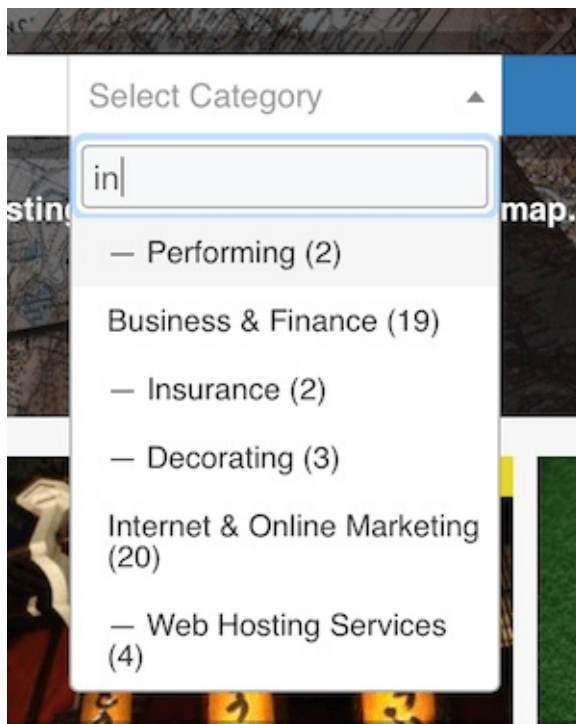 Select Category
in
sting
map.
— Performing (2)
Business & Finance (19)
— Insurance (2)
— Decorating (3)
Internet & Online Marketing
(20)
— Web Hosting Services
(4)